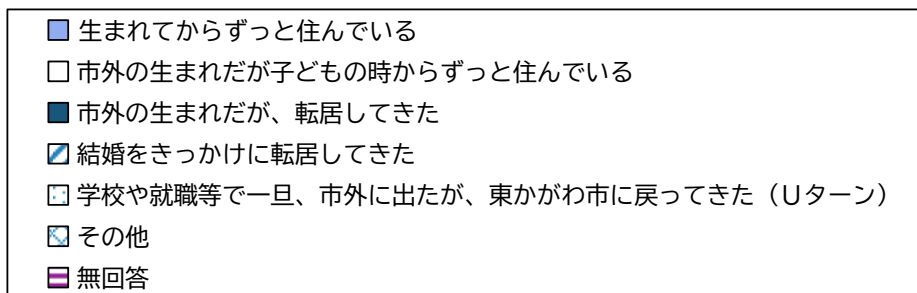 生まれてからずっと住んでいる
市外の生まれだが子どもの時からずっと住んでいる
市外の生まれだが、転居してきた
結婚をきっかけに転居してきた
学校や就職等で一旦、市外に出たが、東かがわ市に戻ってきた（Ｕターン）
その他
無回答